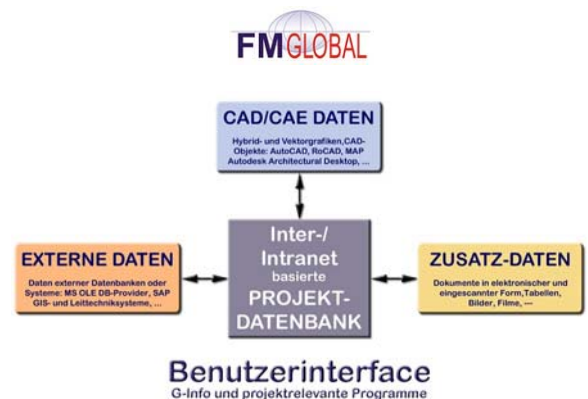 FMGLOBAL
CAD/CAE DATEN
Hybrid- und Vektorgrafiken,CAD-
Objekte: AutoCAD, RoCAD, MAP
Autodesk Architectural Desktop, ...
Inter-/
Intranet
basierte
PROJEKT-
DATENBANK
EXTERNE DATEN
Daten externer Datenbanken oder
Systeme: MS OLE DB-Provider, SAP
GIS- und Leittechniksysteme, ...
ZUSATZ-DATEN
Dokumente in elektronischer und
eingescannter Form,Tabellen,
Bilder, Filme, ---
Benutzerinterface
G-Info und projektrelevante Programme